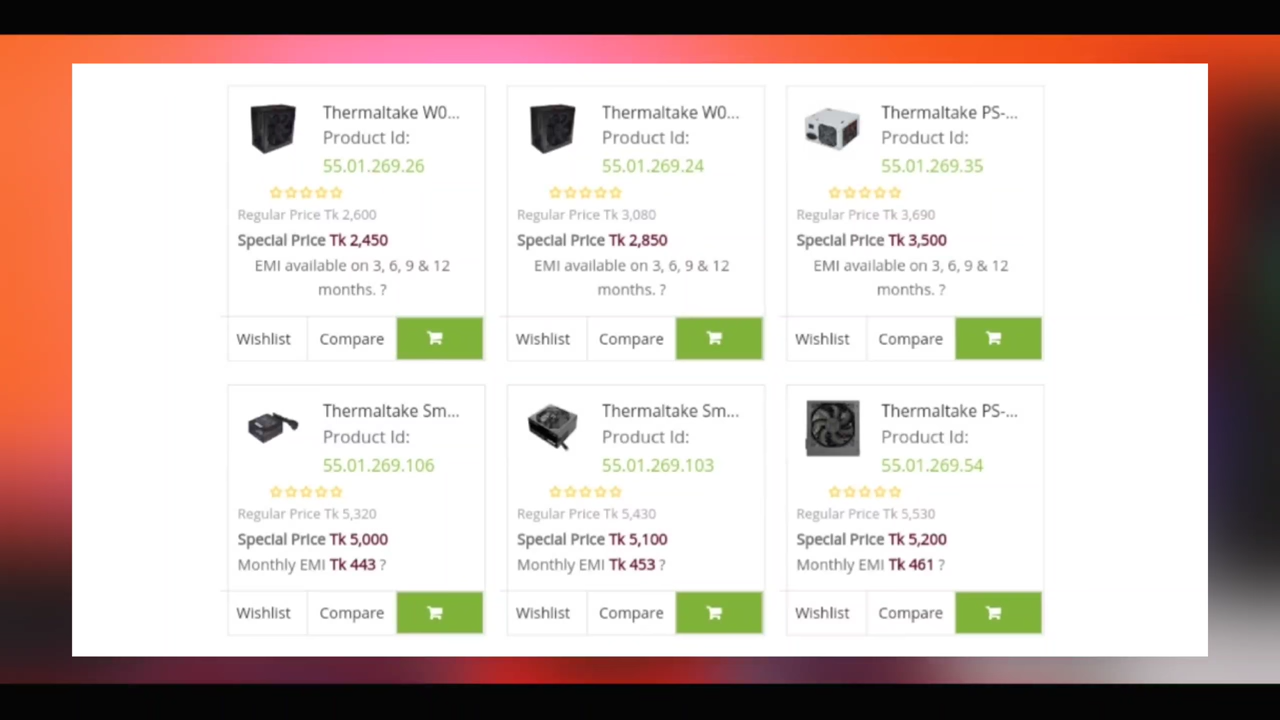 Thermaltake W0...
Product Id:
55.01.269.26
Regular Price Tk 2,600
Special Price Tk 2,450
EMI available on 3, 6, 9 & 12
months. ?
Wishlist
Compare
Thermaltake W0...
Product Id:
55.01.269.24
Regular Price Tk 3,080
Special Price Tk 2,850
EMI available on 3, 6, 9 & 12
months. ?
Wishlist
Compare
Thermaltake PS-...
Product Id:
55.01.269.35
Regular Price Tk 3,690
Special Price Tk 3,500
EMI available on 3, 6, 9 & 12
months. ?
Wishlist
Compare
Thermaltake Sm...
Product Id:
55.01.269.106
Regular Price Tk 5,320
Special Price Tk 5,000
Monthly EMI Tk 443 ?
Wishlist
Compare
Thermaltake Sm...
Product Id:
55.01.269.103
Regular Price Tk 5,430
Special Price Tk 5,100
Monthly EMI Tk 453 ?
Wishlist
Compare
Thermaltake PS-...
Product Id:
55.01.269.54
Regular Price Tk 5,530
Special Price Tk 5,200
Monthly EMI Tk 461 ?
Wishlist
Compare